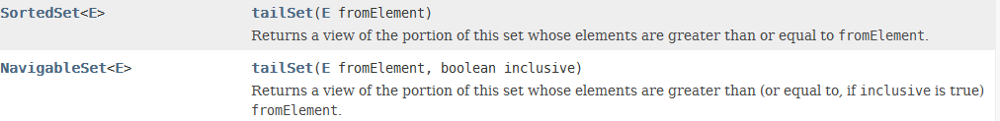 SortedSet<E> tailSet(E fromElement)
Returns a view of the portion of this set whose elements are greater than or equal to fromElement.
NavigableSet<E> tailSet(E fromElement, boolean inclusive)
Returns a view of the portion of this set whose elements are greater than (or equal to, if inclusive is true)
fromElement.